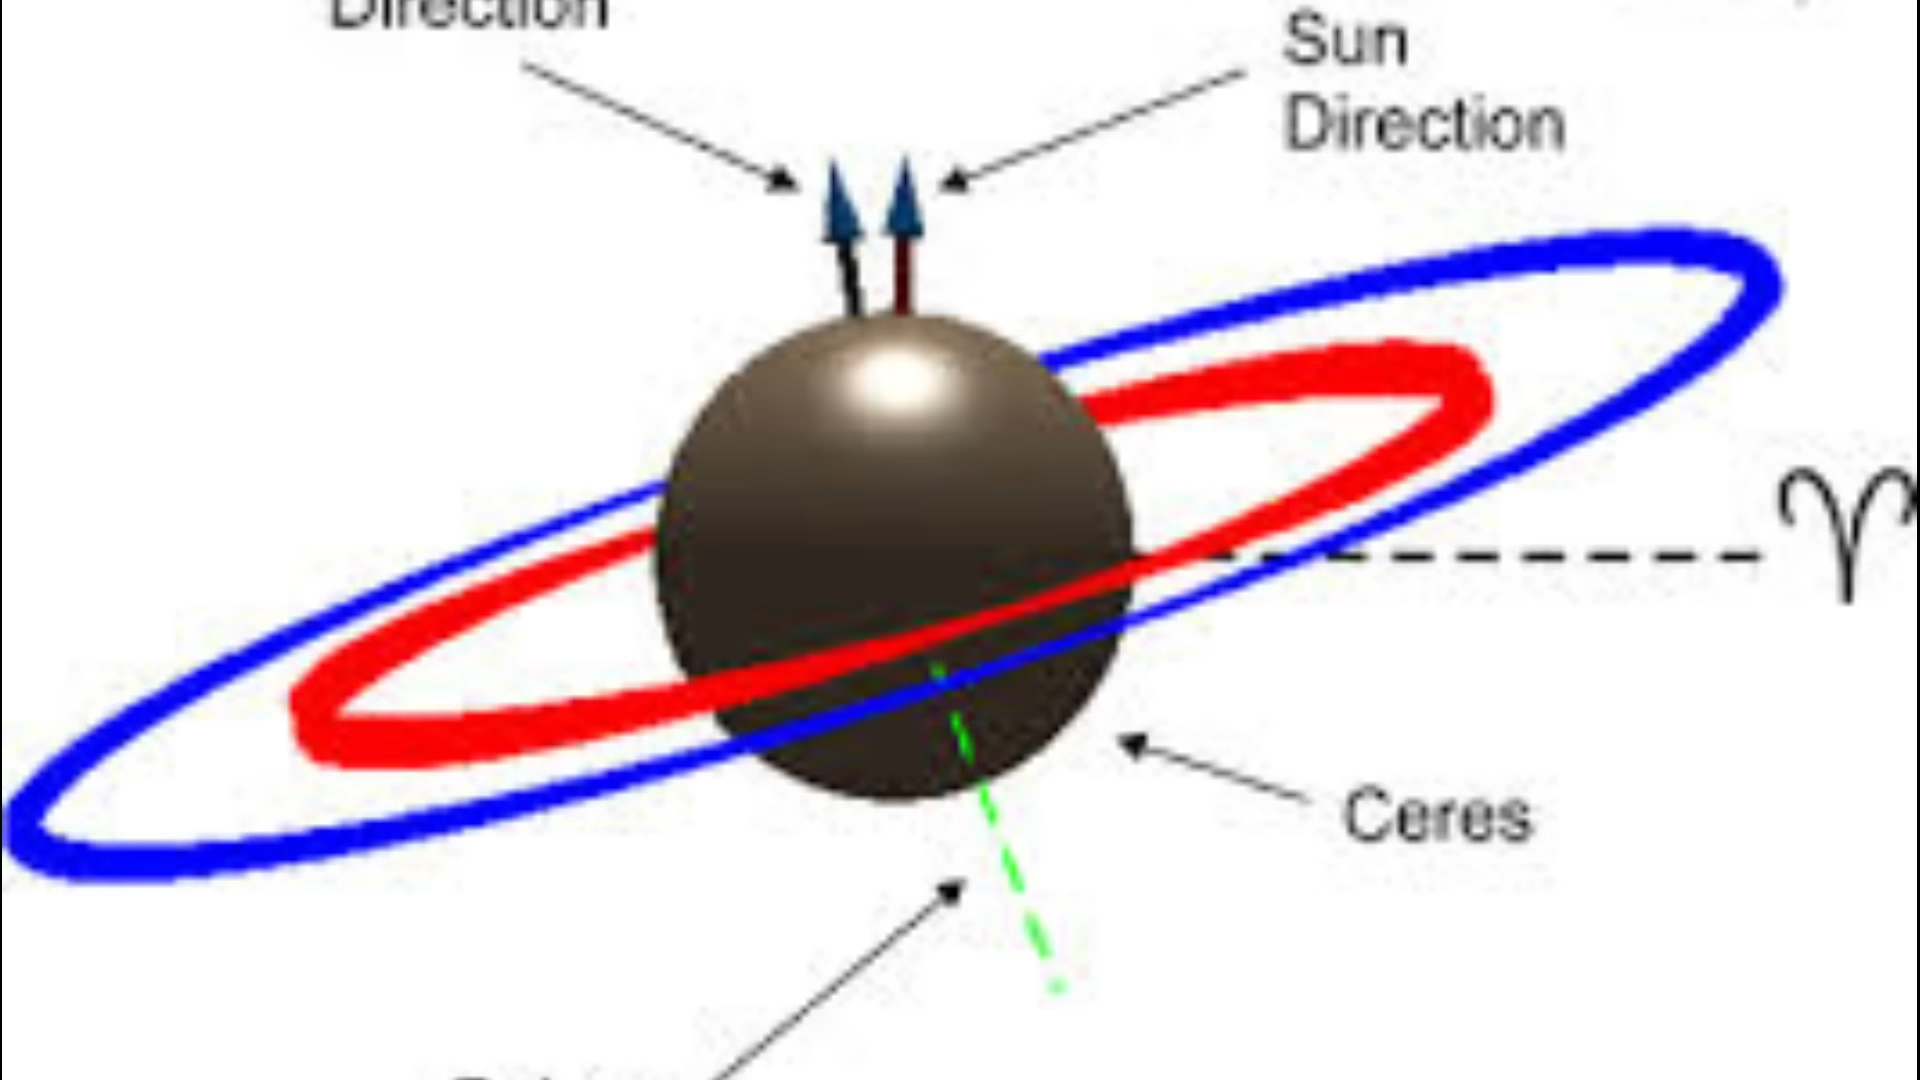 Direction
Sun
Direction
♈
Ceres